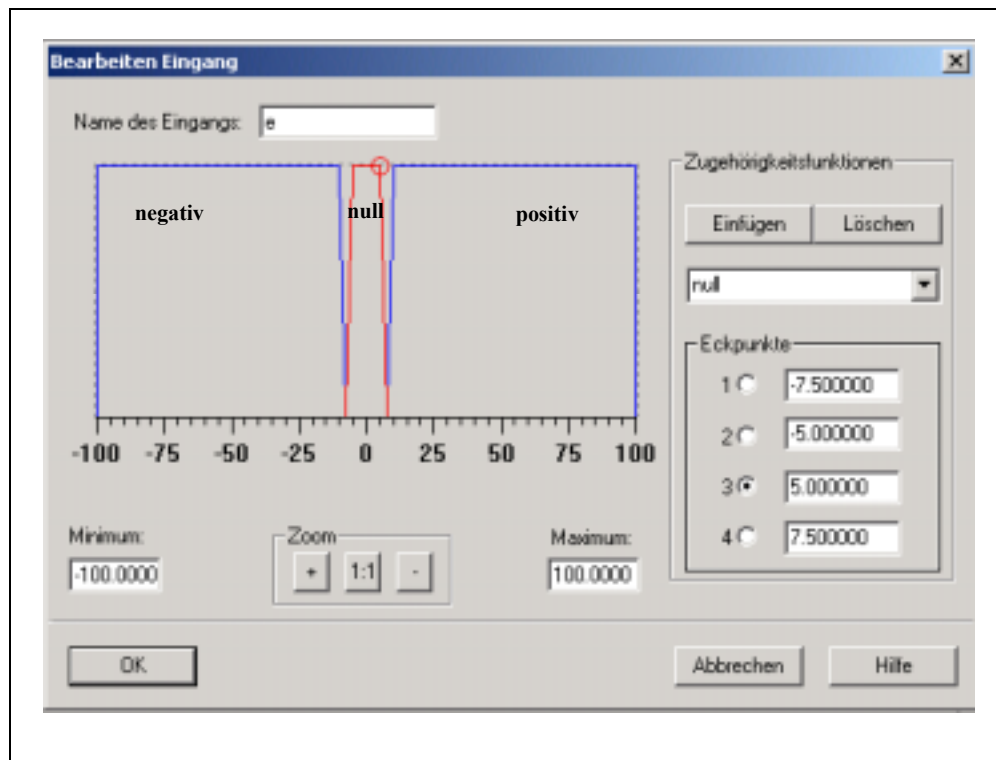 Bearbeiten Eingang
Name des Eingangs: e
negativ null positiv
-100 -75 -50 -25 0 25 50 75 100
Minimum:
-100.0000
Zoom
+ 1:1 -
Maximum:
100.0000
Zugehörigkeitsfunktionen
Einfügen Löschen
null
Eckpunkte
1 -7.500000
2 -5.000000
3 5.000000
4 7.500000
OK Abbrechen Hilfe